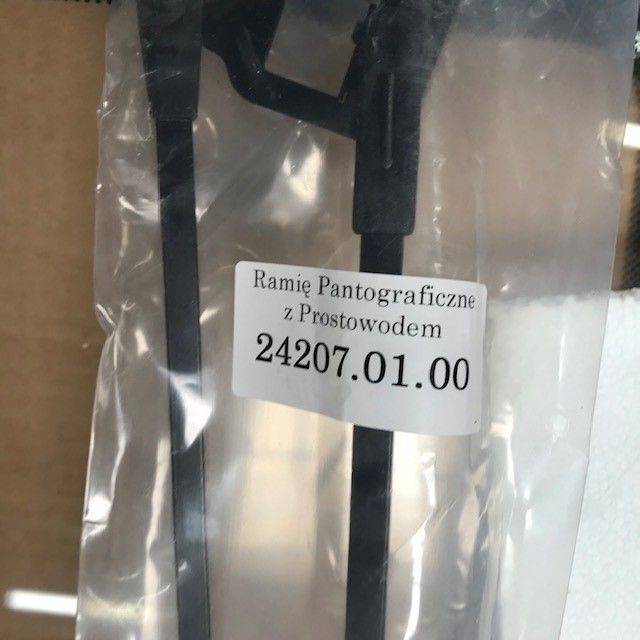 Ramię Pantograficzne
z Prostowodem
24207.01.00